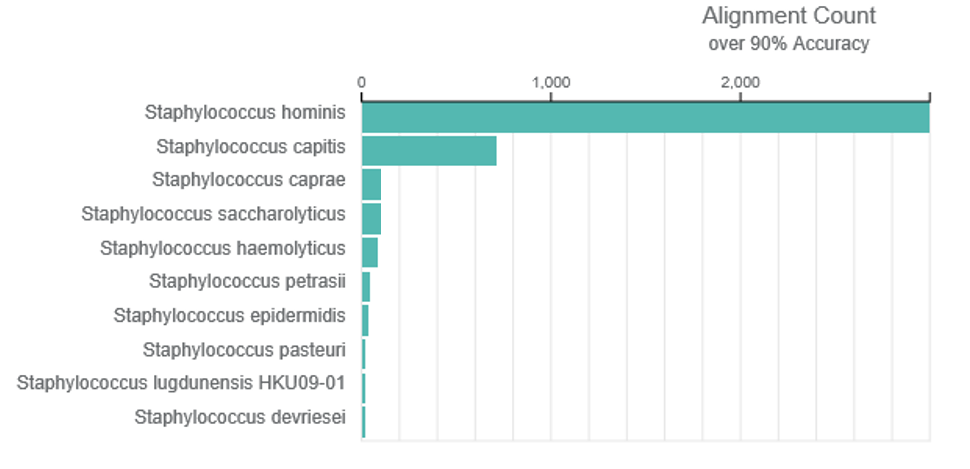 Alignment Count
over 90% Accuracy
0 1,000 2,000
Staphylococcus hominis
Staphylococcus capitis
Staphylococcus caprae
Staphylococcus saccharolyticus
Staphylococcus haemolyticus
Staphylococcus petrasii
Staphylococcus epidermidis
Staphylococcus pasteuri
Staphylococcus lugdunensis HKU09-01
Staphylococcus devriesei